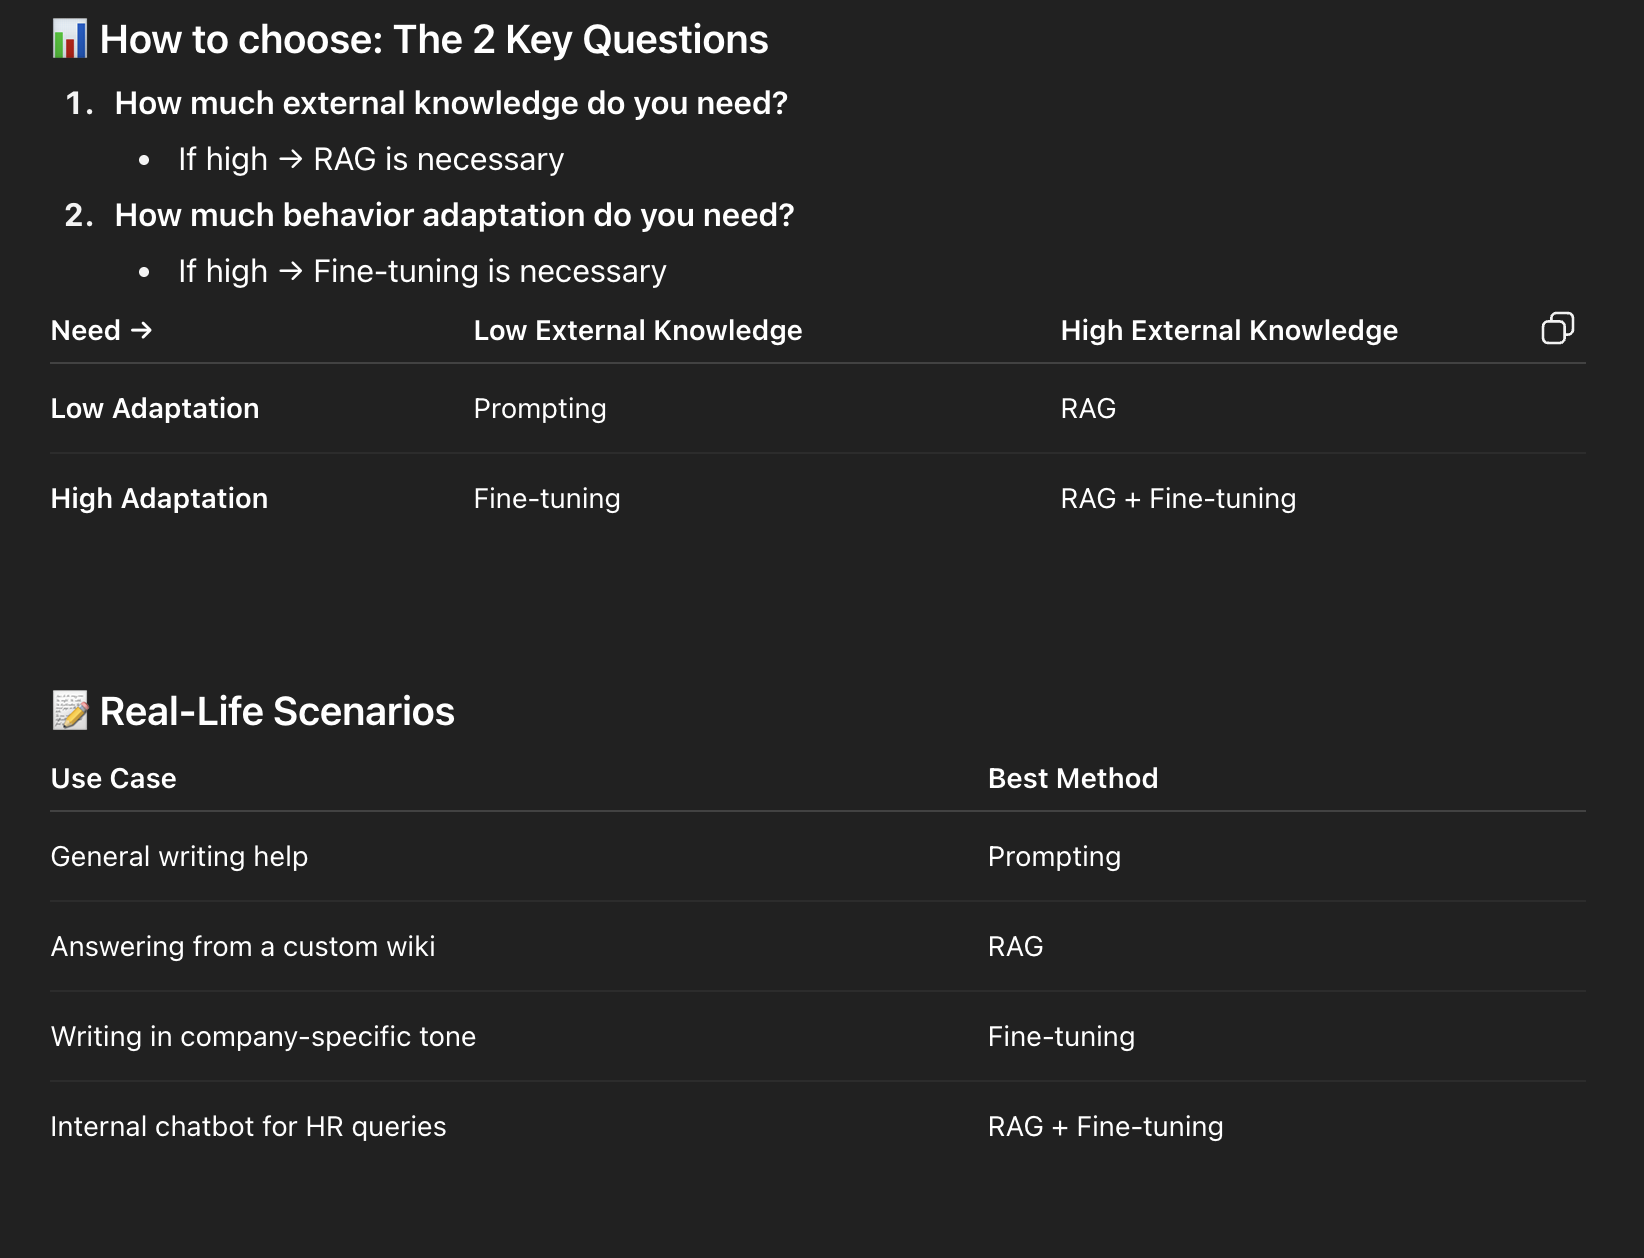 📊 How to choose: The 2 Key Questions
1. How much external knowledge do you need?
• If high → RAG is necessary
2. How much behavior adaptation do you need?
• If high → Fine-tuning is necessary
Need → Low External Knowledge High External Knowledge
Low Adaptation Prompting RAG
High Adaptation Fine-tuning RAG + Fine-tuning
📝 Real-Life Scenarios
Use Case Best Method
General writing help Prompting
Answering from a custom wiki RAG
Writing in company-specific tone Fine-tuning
Internal chatbot for HR queries RAG + Fine-tuning